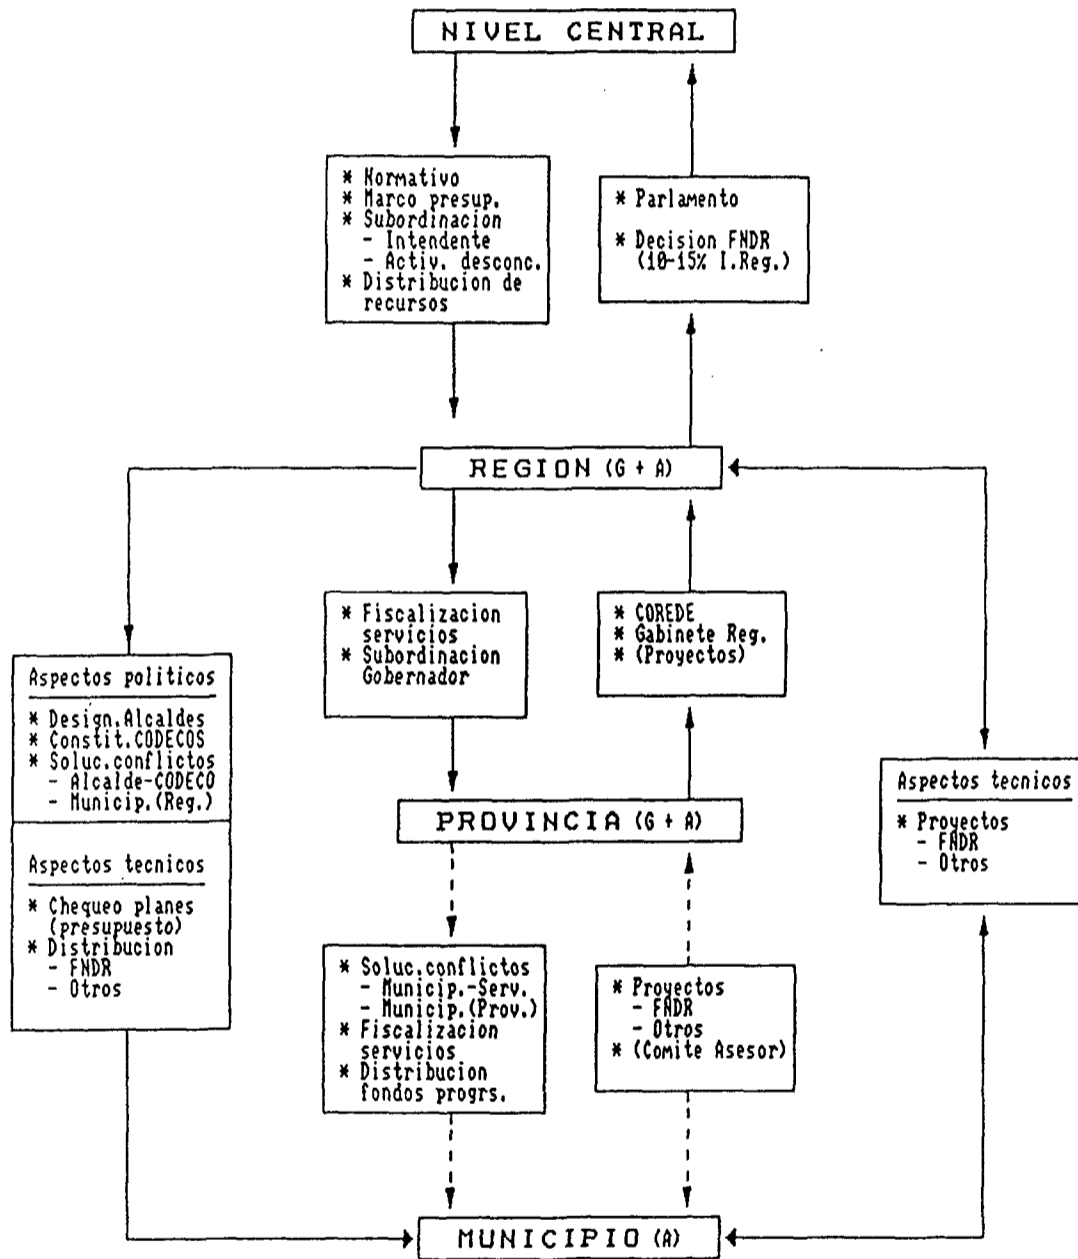 NIVEL CENTRAL
* Normativo
* Marco presup.
* Subordinacion
- Intendente
- Activ. desconc.
* Distribucion de
recursos
* Parlamento
* Decision FNDR
(10-15% I.Reg.)
REGION (G + A)
* Fiscalizacion
servicios
* Subordinacion
Gobernador
* COREDE
* Gabinete Reg.
* (Proyectos)
Aspectos politicos
* Design.Alcaldes
* Constit.CODECOS
* Soluc.conflictos
- Alcalde-CODECO
- Municip.(Reg.)
Aspectos tecnicos
* Chequeo planes
(presupuesto)
* Distribucion
- FNDR
- Otros
PROVINCIA (G + A)
Aspectos tecnicos
* Proyectos
- FNDR
- Otros
* Soluc.conflictos
- Municip.-Serv.
- Municip.(Prov.)
* Fiscalizacion
servicios
* Distribucion
fondos progrs.
* Proyectos
- FNDR
- Otros
* (Comite Asesor)
MUNICIPIO (A)